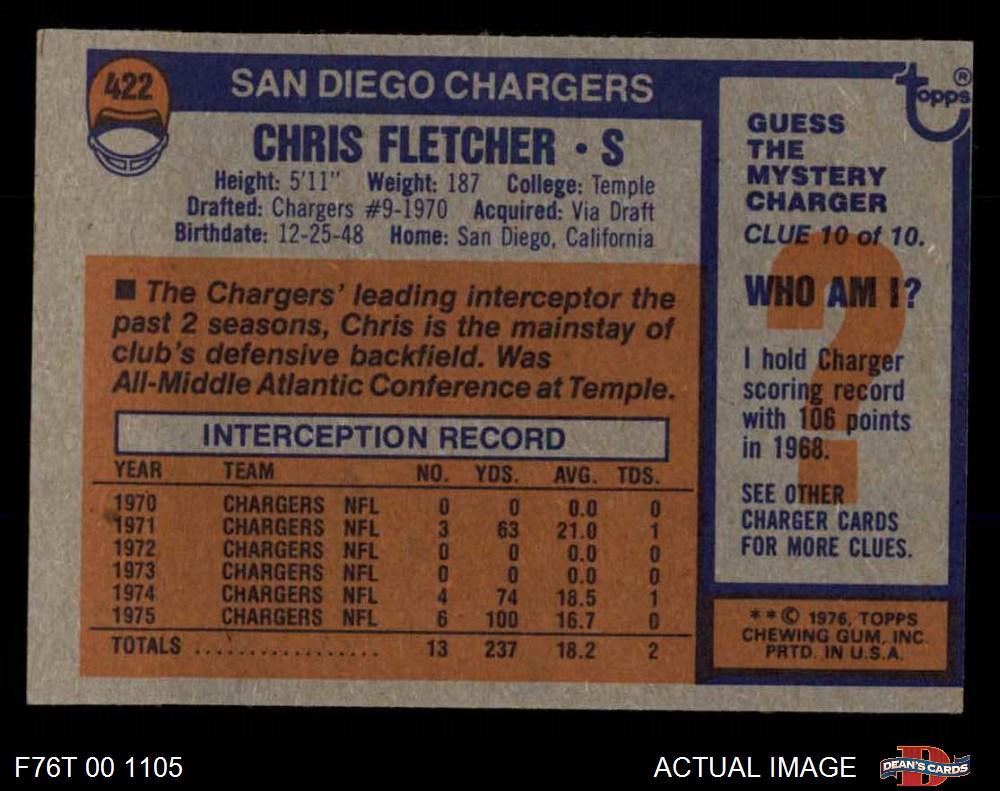 422
SAN DIEGO CHARGERS
CHRIS FLETCHER • S
Height: 5'11" Weight: 187 College: Temple
Drafted: Chargers #9-1970 Acquired: Via Draft
Birthdate: 12-25-48 Home: San Diego, California
■ The Chargers' leading interceptor the
past 2 seasons, Chris is the mainstay of
club's defensive backfield. Was
All-Middle Atlantic Conference at Temple.
INTERCEPTION RECORD
YEAR TEAM NO. YDS. AVG. TDS.
1970 CHARGERS NFL 0 0 0.0 0
1971 CHARGERS NFL 3 63 21.0 1
1972 CHARGERS NFL 0 0 0.0 0
1973 CHARGERS NFL 0 0 0.0 0
1974 CHARGERS NFL 4 74 18.5 1
1975 CHARGERS NFL 6 100 16.7 0
TOTALS ................. 13 237 18.2 2
topps®
GUESS
THE
MYSTERY
CHARGER
CLUE 10 of 10.
WHO AM I?
I hold Charger
scoring record
with 106 points
in 1968.
SEE OTHER
CHARGER CARDS
FOR MORE CLUES.
**© 1976, TOPPS
CHEWING GUM, INC.
PRTD. IN U.S.A.
F76T 00 1105
ACTUAL IMAGE
D
DEAN'S CARDS